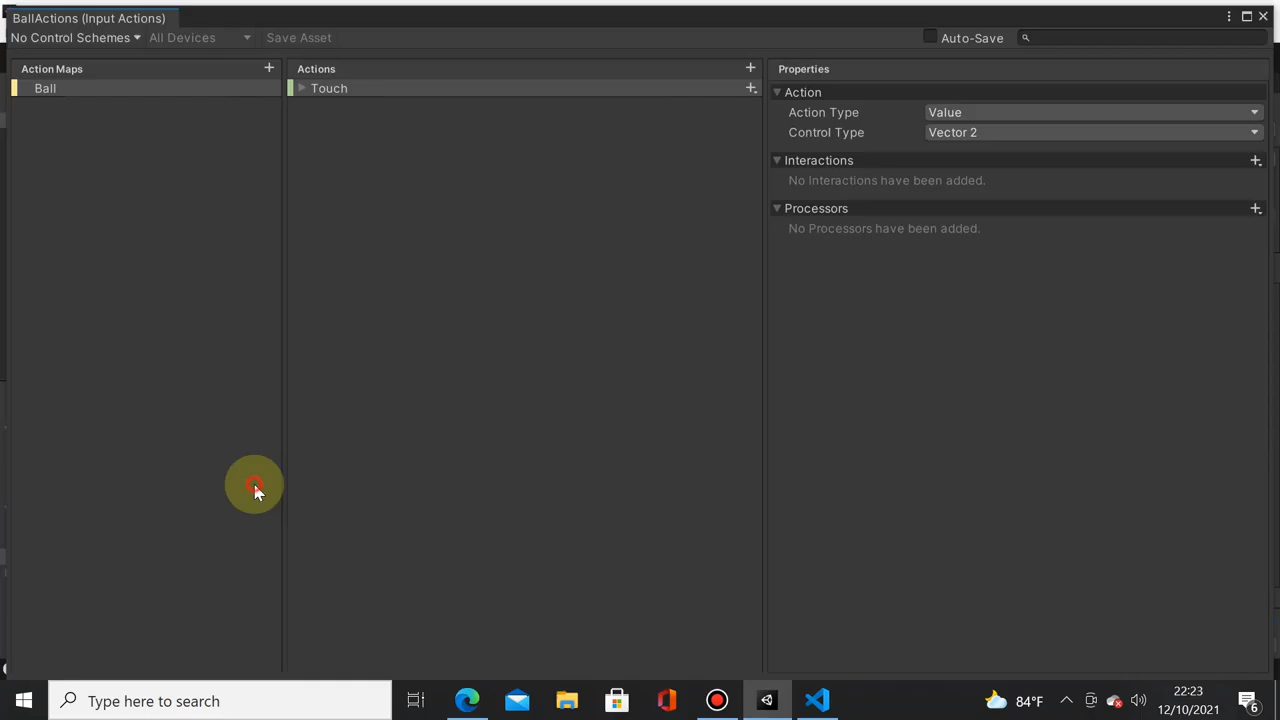 BallActions (Input Actions)
No Control Schemes All Devices Save Asset Auto-Save
Action Maps Actions Properties
Ball Touch Action
Action Type Value
Control Type Vector 2
Interactions
No Interactions have been added.
Processors
No Processors have been added.
Type here to search
84°F
22:23
12/10/2021
6